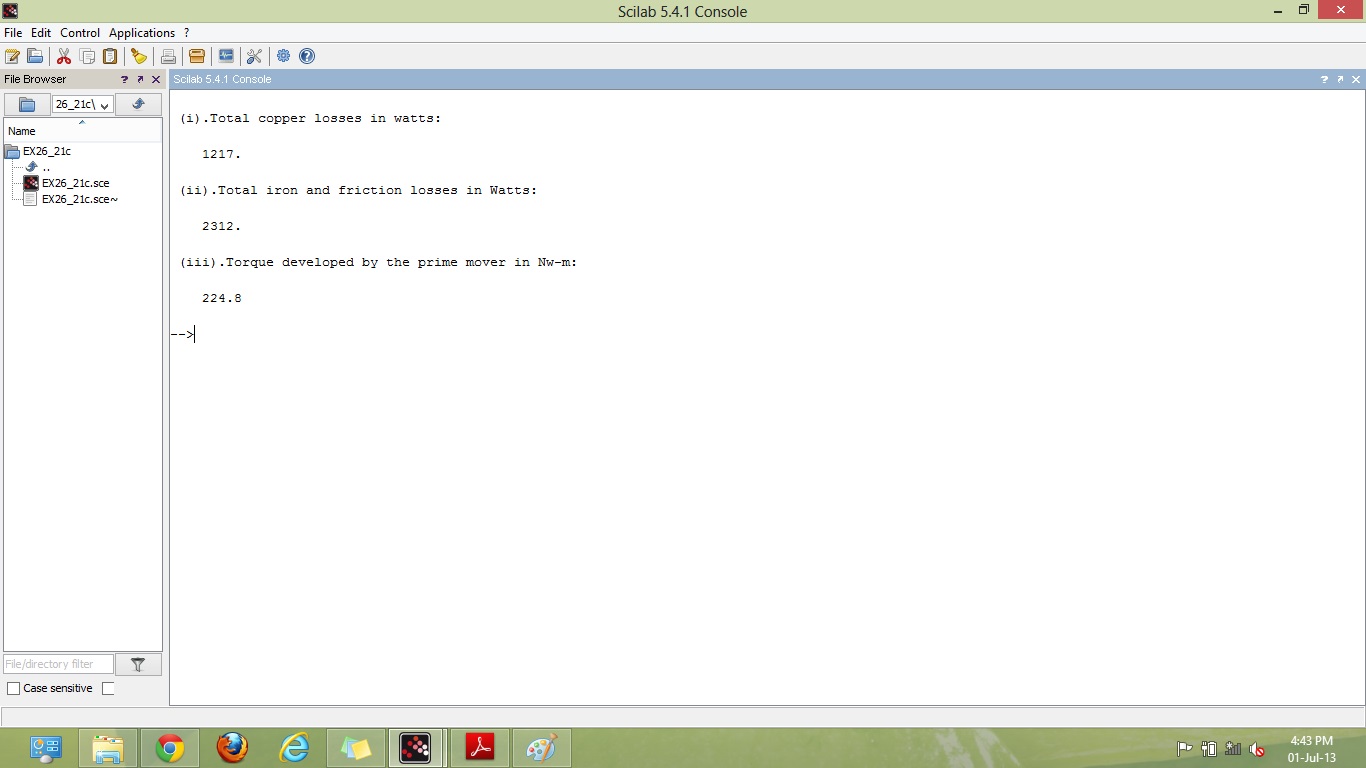 Scilab 5.4.1 Console
File Edit Control Applications ?
File Browser ? ↗ ✕
Scilab 5.4.1 Console ? ↗ ✕
26_21c\
Name
EX26_21c
..
EX26_21c.sce
EX26_21c.sce~
(i).Total copper losses in watts:
1217.
(ii).Total iron and friction losses in Watts:
2312.
(iii).Torque developed by the prime mover in Nw-m:
224.8
-->
File/directory filter
Case sensitive
4:43 PM
01-Jul-13